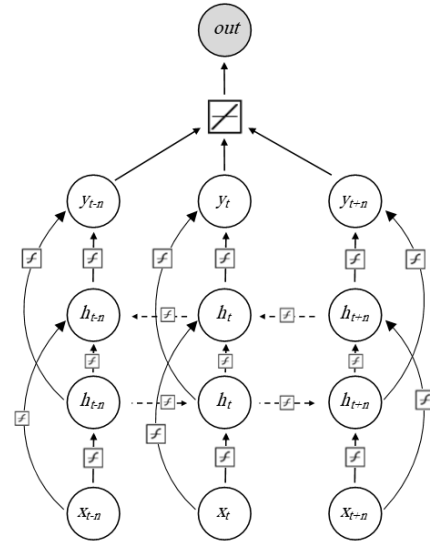 out
y_{t-n} y_t y_{t+n}
f f f f f f
h_{t-n} f h_t f h_{t+n}
f f f
f f f
h_{t-n} f h_t f h_{t+n}
f f f
x_{t-n} x_t x_{t+n}